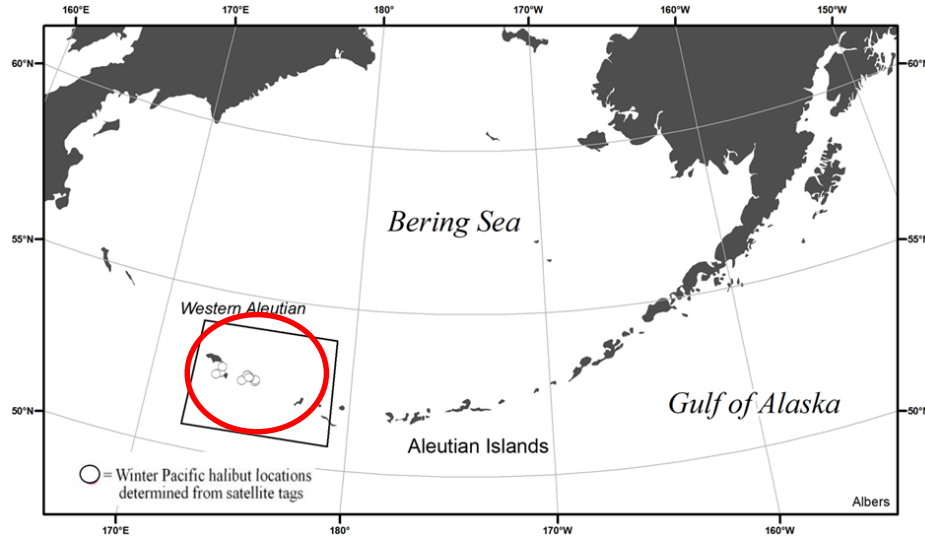 160°E 170°E 180° 170°W 160°W 150°W
60°N 60°N
Bering Sea
55°N 55°N
Western Aleutian
50°N 50°N
Gulf of Alaska
Aleutian Islands
= Winter Pacific halibut locations
determined from satellite tags
Albers
170°E 180° 170°W 160°W